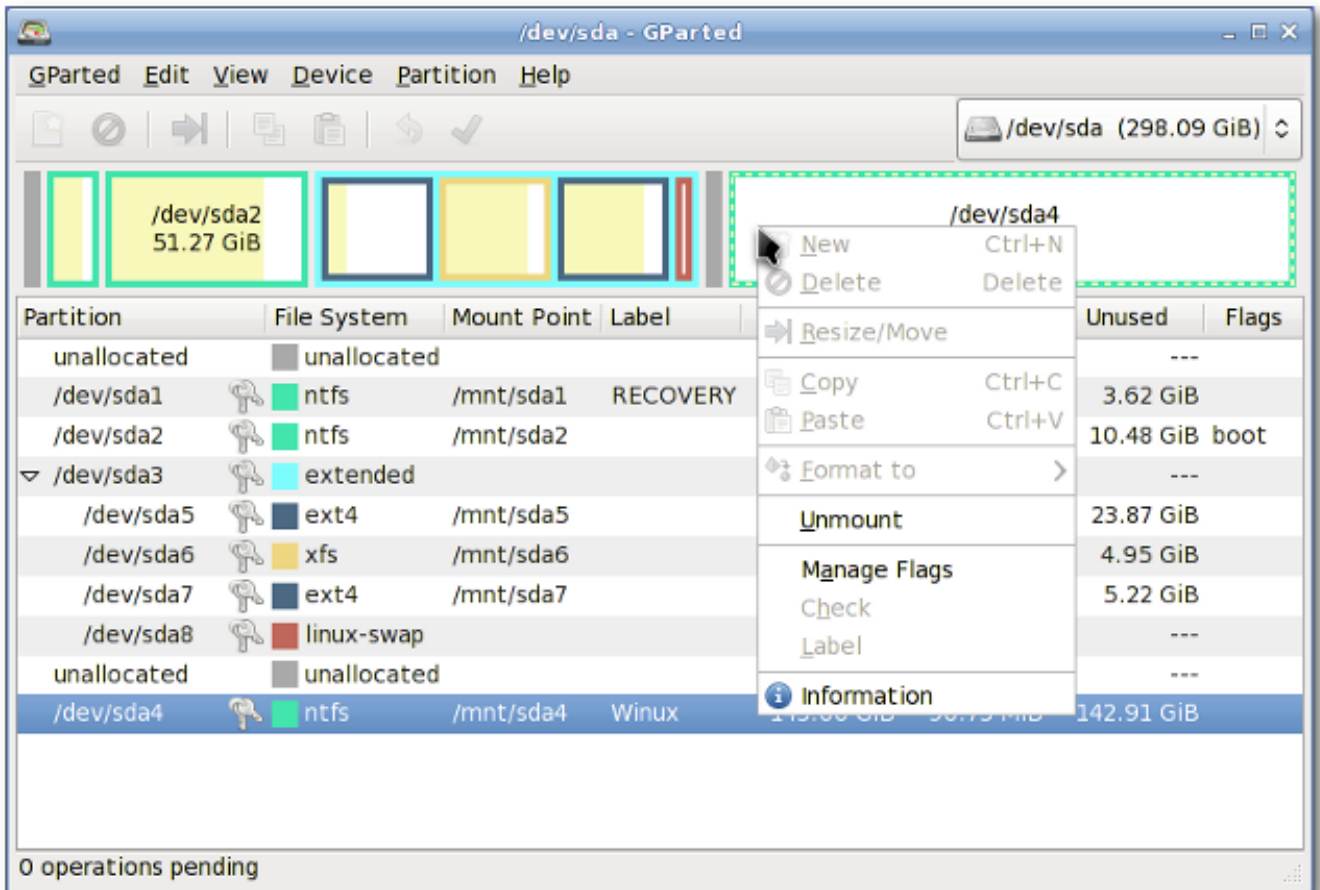 /dev/sda - GParted
GParted Edit View Device Partition Help
/dev/sda (298.09 GiB)
/dev/sda2
51.27 GiB
/dev/sda4
New Ctrl+N
Delete Delete
Resize/Move
Copy Ctrl+C
Paste Ctrl+V
Format to
Unmount
Manage Flags
Check
Label
Information
Partition File System Mount Point Label Unused Flags
unallocated unallocated ---
/dev/sda1 ntfs /mnt/sda1 RECOVERY 3.62 GiB
/dev/sda2 ntfs /mnt/sda2 10.48 GiB boot
/dev/sda3 extended ---
/dev/sda5 ext4 /mnt/sda5 23.87 GiB
/dev/sda6 xfs /mnt/sda6 4.95 GiB
/dev/sda7 ext4 /mnt/sda7 5.22 GiB
/dev/sda8 linux-swap ---
unallocated unallocated ---
/dev/sda4 ntfs /mnt/sda4 Winux 142.91 GiB
0 operations pending